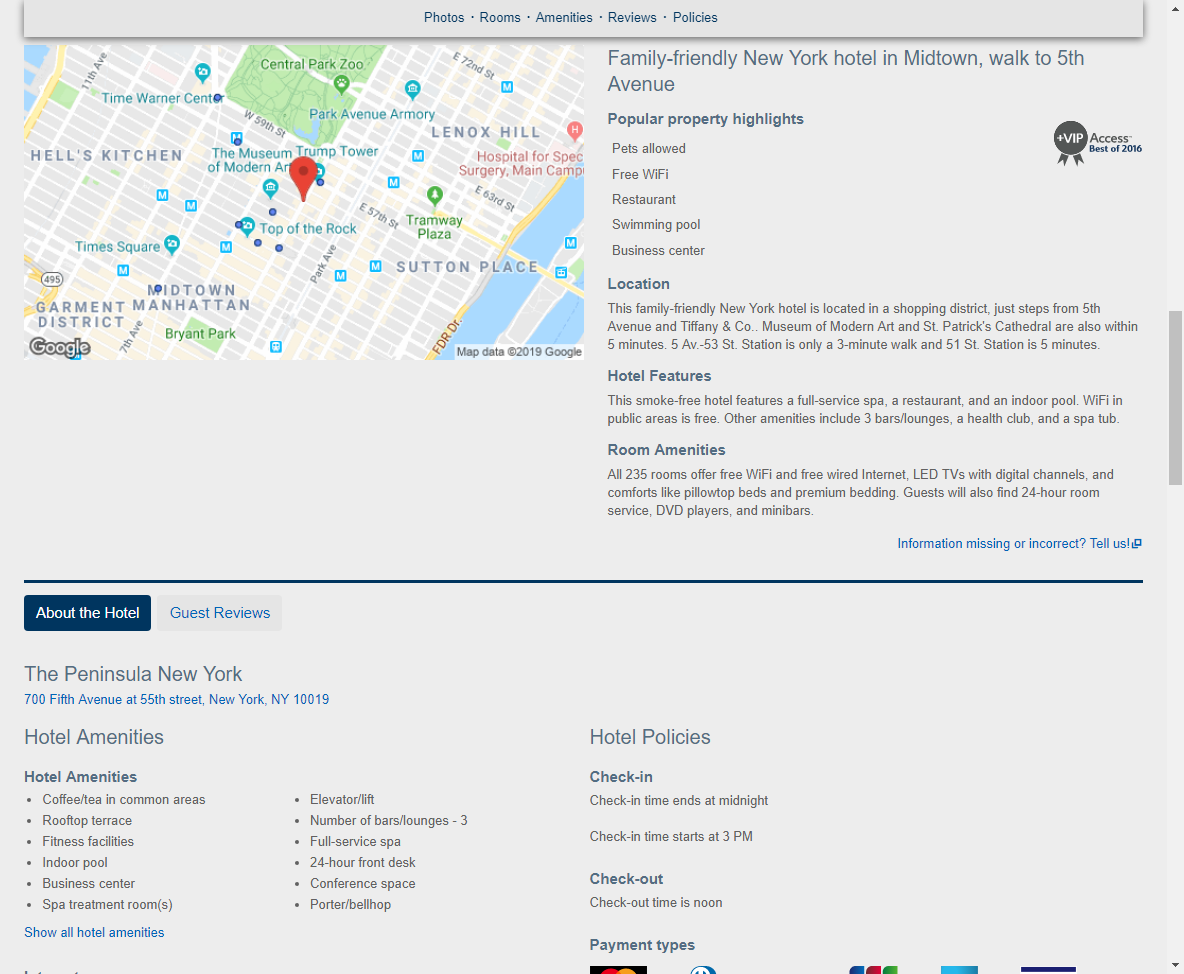 Photos · Rooms · Amenities · Reviews · Policies
Central Park Zoo
E 72nd St
11th Ave
Time Warner Center
Park Avenue Armory
W 59th St
LENOX HILL
HELL'S KITCHEN
The Museum
of Modern Art
Trump Tower
Hospital for Spec
Surgery, Main Campu
E 63rd St
E 57th St
Tramway
Plaza
Top of the Rock
Times Square
Park Ave
SUTTON PLACE
495
MIDTOWN
MANHATTAN
GARMENT
DISTRICT
7th Ave
Bryant Park
FDR Dr.
Google
Map data ©2019 Google
Family-friendly New York hotel in Midtown, walk to 5th
Avenue
Popular property highlights
+VIP Access™
Best of 2016
Pets allowed
Free WiFi
Restaurant
Swimming pool
Business center
Location
This family-friendly New York hotel is located in a shopping district, just steps from 5th
Avenue and Tiffany & Co.. Museum of Modern Art and St. Patrick's Cathedral are also within
5 minutes. 5 Av.-53 St. Station is only a 3-minute walk and 51 St. Station is 5 minutes.
Hotel Features
This smoke-free hotel features a full-service spa, a restaurant, and an indoor pool. WiFi in
public areas is free. Other amenities include 3 bars/lounges, a health club, and a spa tub.
Room Amenities
All 235 rooms offer free WiFi and free wired Internet, LED TVs with digital channels, and
comforts like pillowtop beds and premium bedding. Guests will also find 24-hour room
service, DVD players, and minibars.
Information missing or incorrect? Tell us!
About the Hotel
Guest Reviews
The Peninsula New York
700 Fifth Avenue at 55th street, New York, NY 10019
Hotel Amenities
Hotel Amenities
• Coffee/tea in common areas
• Rooftop terrace
• Fitness facilities
• Indoor pool
• Business center
• Spa treatment room(s)
• Elevator/lift
• Number of bars/lounges - 3
• Full-service spa
• 24-hour front desk
• Conference space
• Porter/bellhop
Show all hotel amenities
Hotel Policies
Check-in
Check-in time ends at midnight
Check-in time starts at 3 PM
Check-out
Check-out time is noon
Payment types